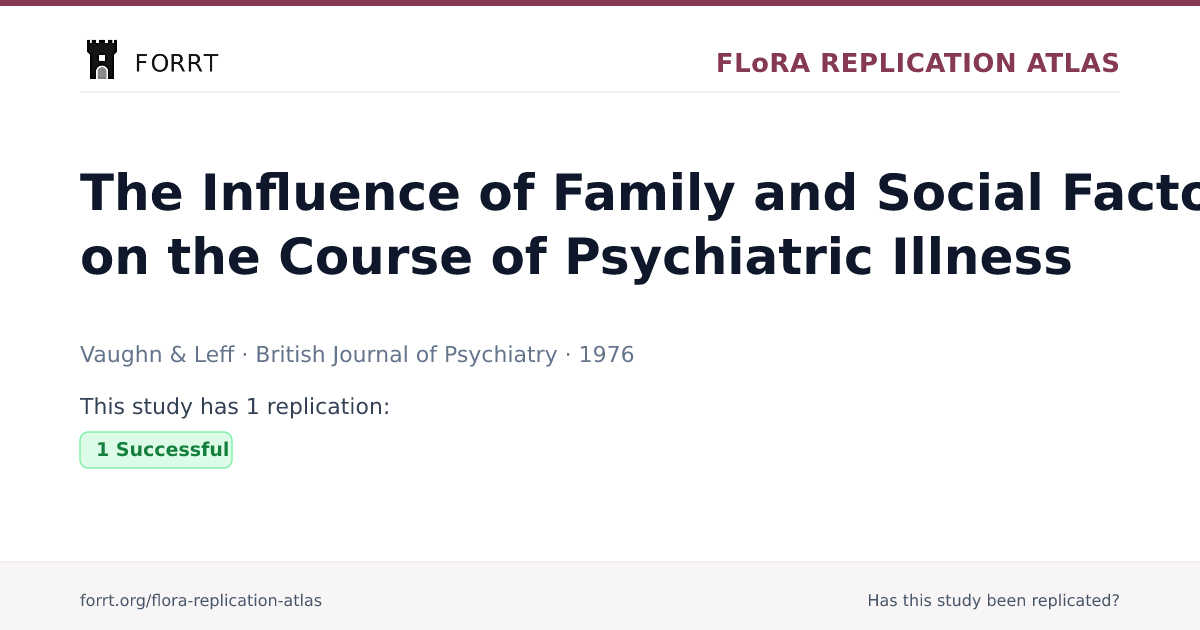 FORRT
FLoRA REPLICATION ATLAS
The Influence of Family and Social Facto
on the Course of Psychiatric Illness
Vaughn & Leff · British Journal of Psychiatry · 1976
This study has 1 replication:
1 Successful
forrt.org/flora-replication-atlas
Has this study been replicated?